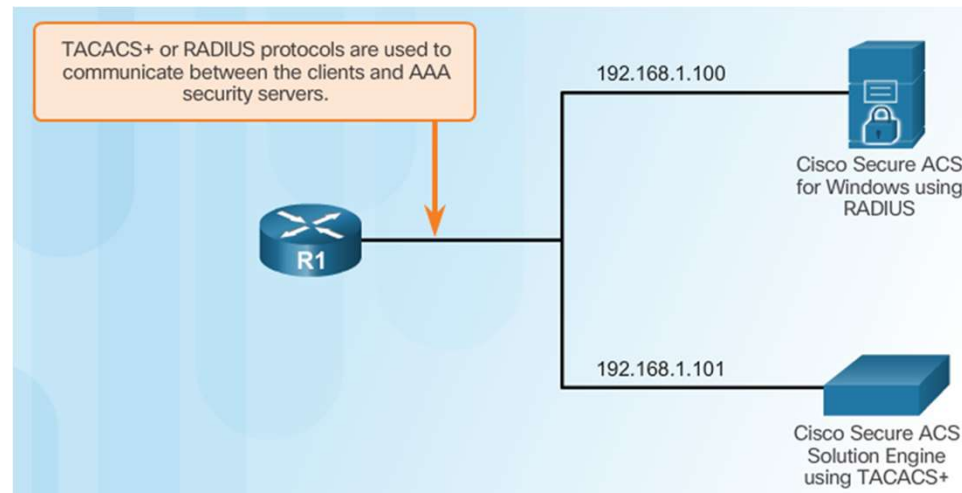 TACACS+ or RADIUS protocols are used to
communicate between the clients and AAA
security servers.
192.168.1.100
Cisco Secure ACS
for Windows using
RADIUS
R1
192.168.1.101
Cisco Secure ACS
Solution Engine
using TACACS+